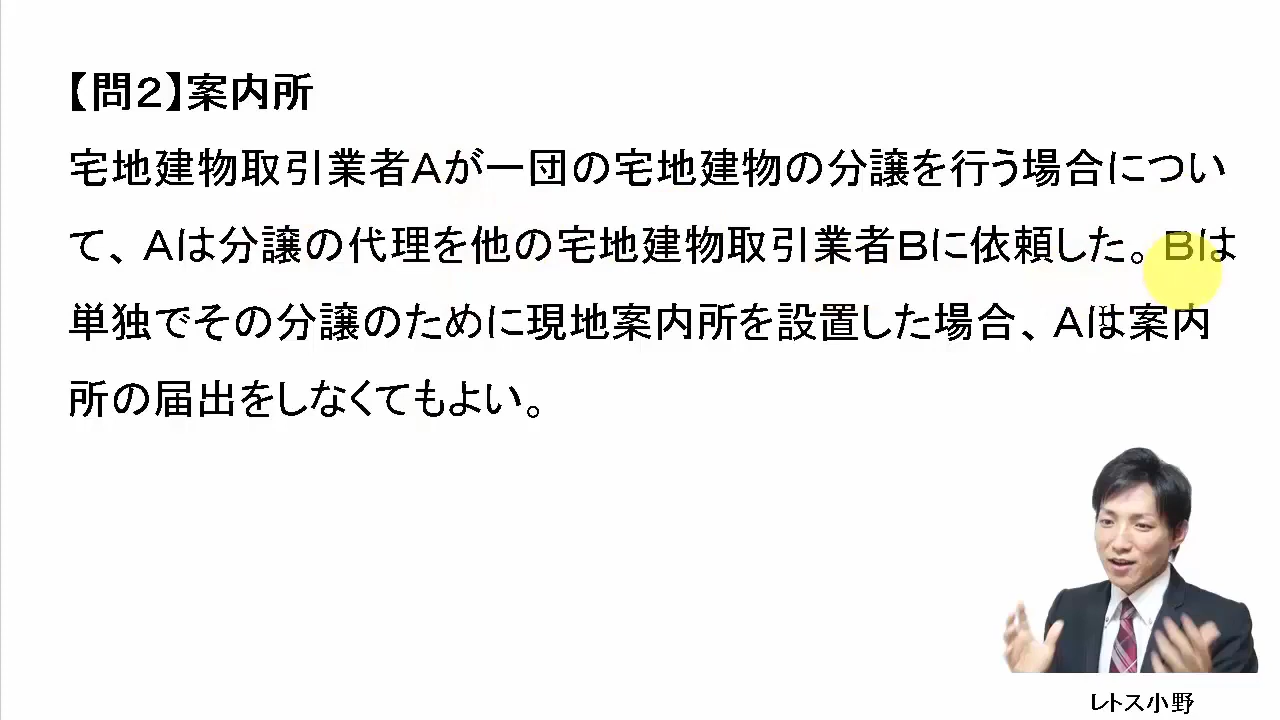 【問２】案内所
宅地建物取引業者Ａが一団の宅地建物の分譲を行う場合につい
て、Ａは分譲の代理を他の宅地建物取引業者Ｂに依頼した。Ｂは
単独でその分譲のために現地案内所を設置した場合、Ａは案内
所の届出をしなくてもよい。
レトス小野